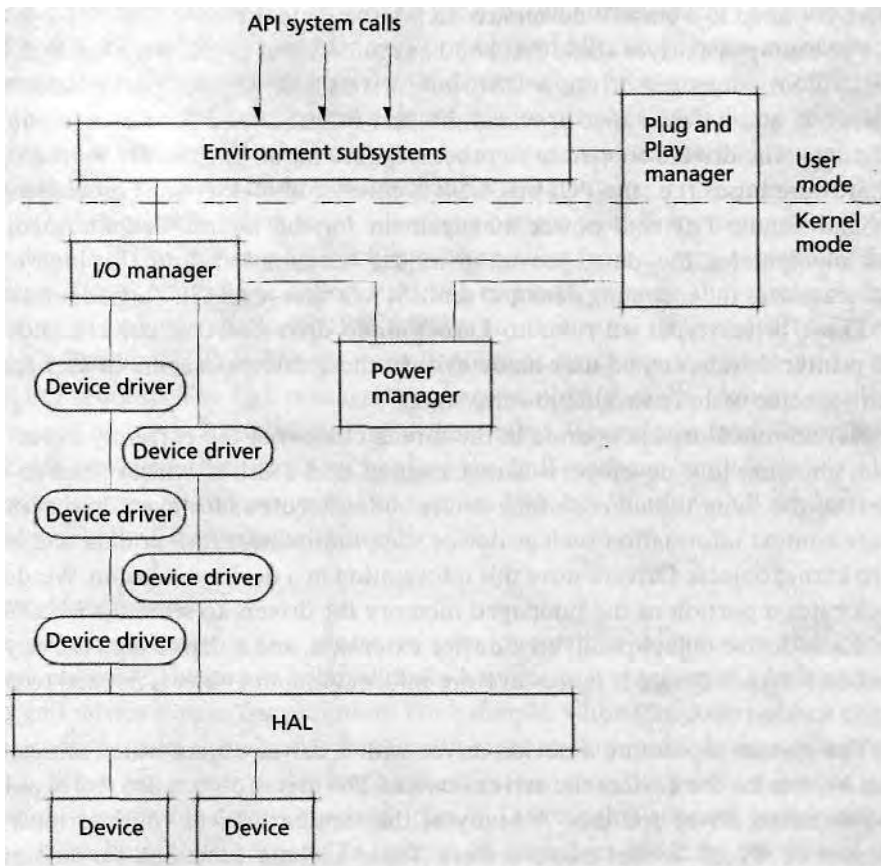 API system calls
Environment subsystems
Plug and
Play
manager
User
mode
Kernel
mode
I/O manager
Power
manager
Device driver
Device driver
Device driver
Device driver
Device driver
HAL
Device
Device